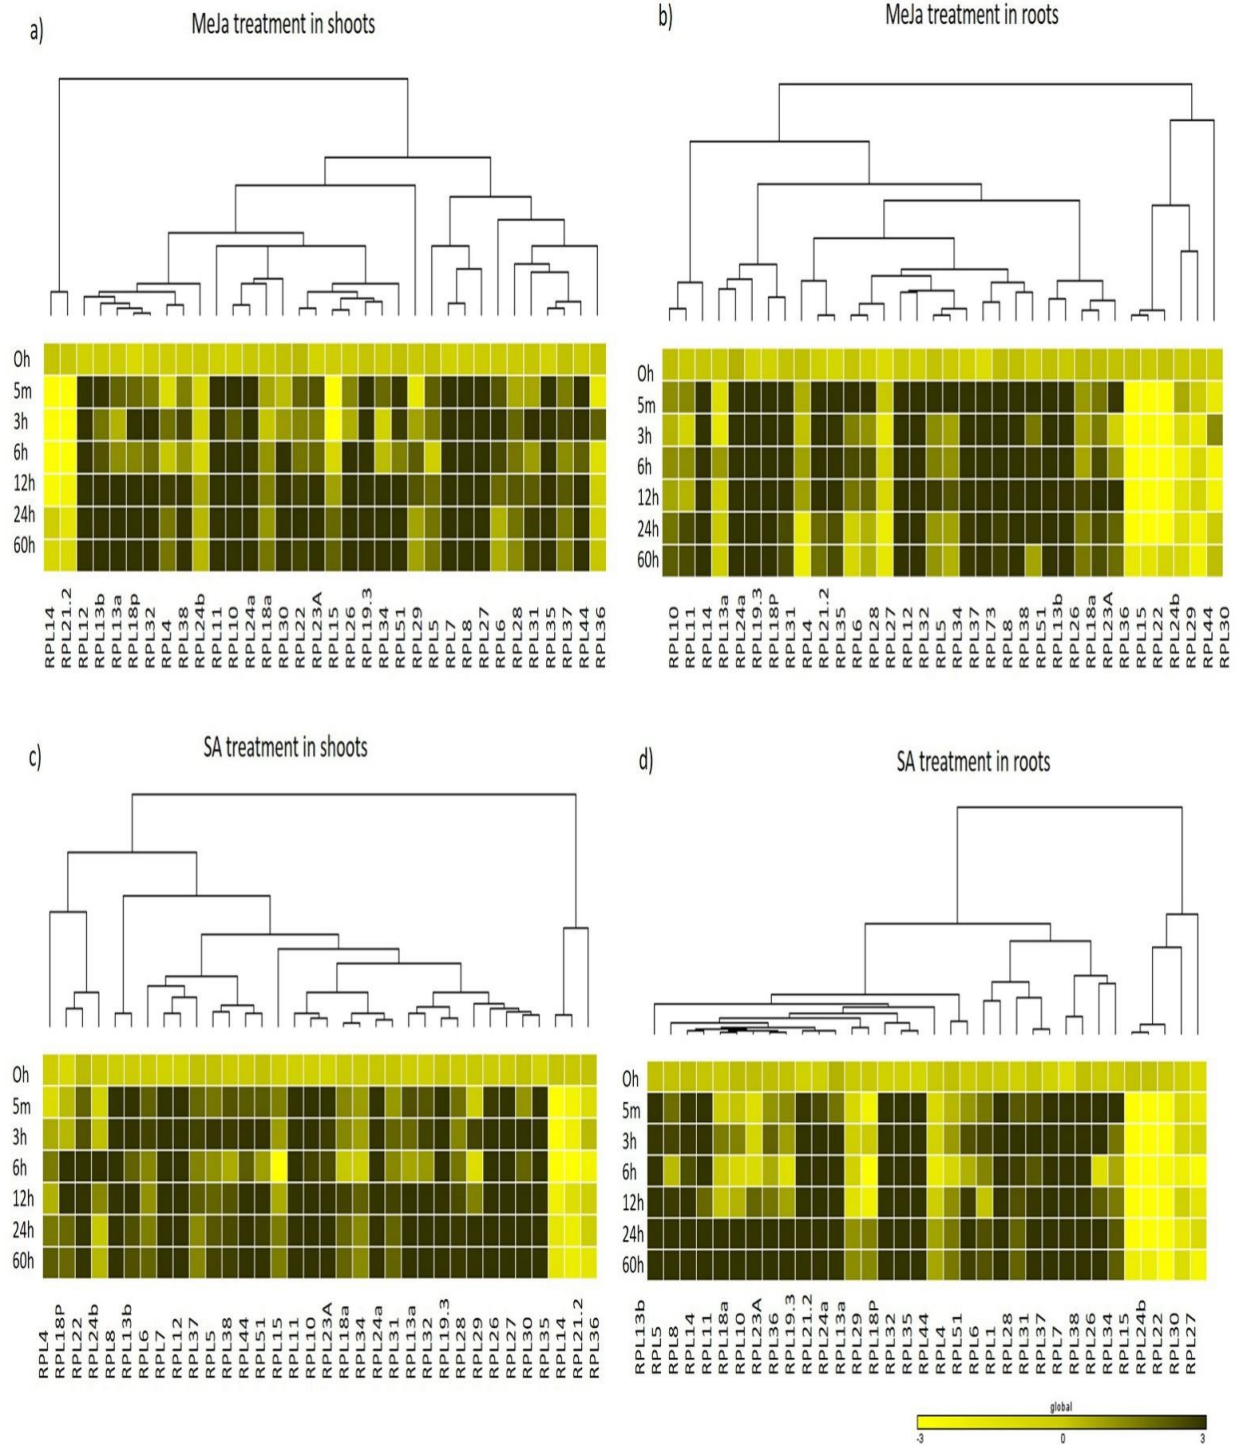 a)
MeJa treatment in shoots
0h
5m
3h
6h
12h
24h
60h
RPL14
RPL21.2
RPL12
RPL13b
RPL13a
RPL18p
RPL32
RPL4
RPL38
RPL24b
RPL11
RPL10
RPL24a
RPL18a
RPL30
RPL22
RPL23A
RPL15
RPL26
RPL19.3
RPL34
RPL51
RPL29
RPL5
RPL7
RPL8
RPL27
RPL6
RPL28
RPL31
RPL35
RPL37
RPL44
RPL36
b)
MeJa treatment in roots
0h
5m
3h
6h
12h
24h
60h
RPL10
RPL11
RPL14
RPL13a
RPL24a
RPL19.3
RPL18P
RPL31
RPL4
RPL21.2
RPL35
RPL6
RPL28
RPL27
RPL12
RPL32
RPL5
RPL34
RPL37
RPL73
RPL8
RPL38
RPL51
RPL13b
RPL26
RPL18a
RPL23A
RPL36
RPL15
RPL22
RPL24b
RPL29
RPL44
RPL30
c)
SA treatment in shoots
0h
5m
3h
6h
12h
24h
60h
RPL4
RPL18P
RPL22
RPL24b
RPL8
RPL13b
RPL6
RPL7
RPL12
RPL37
RPL5
RPL38
RPL44
RPL51
RPL15
RPL11
RPL10
RPL23A
RPL18a
RPL34
RPL24a
RPL31
RPL13a
RPL32
RPL19.3
RPL28
RPL29
RPL26
RPL27
RPL30
RPL35
RPL14
RPL21.2
RPL36
d)
SA treatment in roots
0h
5m
3h
6h
12h
24h
60h
RPL13b
RPL5
RPL8
RPL14
RPL11
RPL18a
RPL10
RPL23A
RPL36
RPL19.3
RPL21.2
RPL24a
RPL13a
RPL29
RPL18P
RPL32
RPL35
RPL44
RPL4
RPL51
RPL6
RPL1
RPL28
RPL31
RPL37
RPL7
RPL38
RPL26
RPL34
RPL15
RPL24b
RPL22
RPL30
RPL27
global
-3
0
3